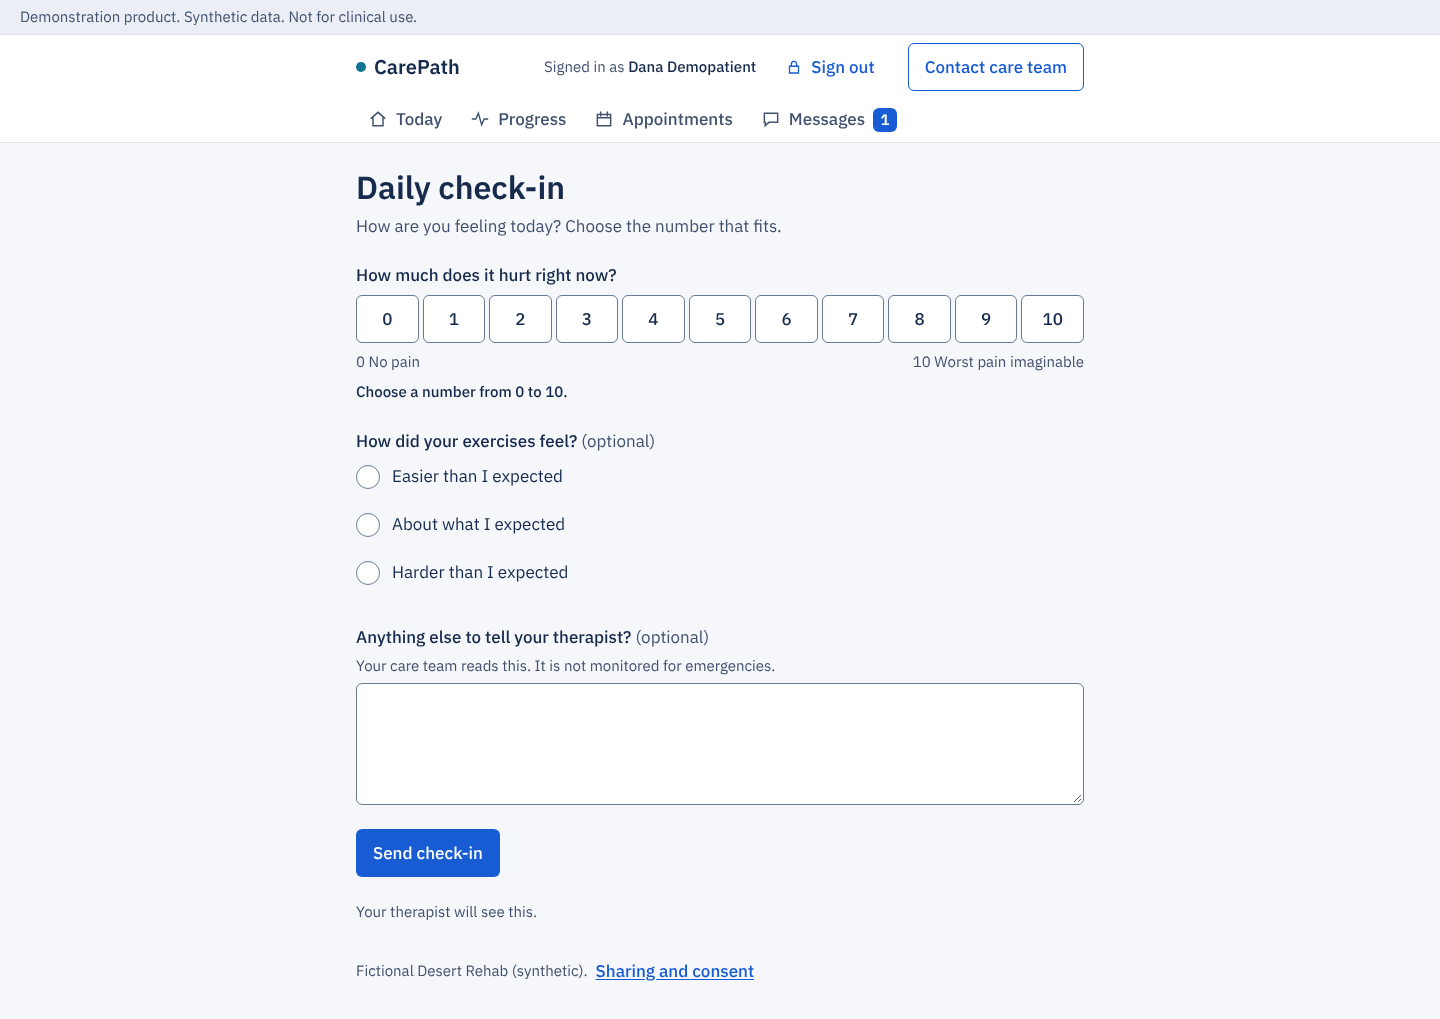 Demonstration product. Synthetic data. Not for clinical use.
CarePath
Signed in as Dana Demopatient
Sign out
Contact care team
Today
Progress
Appointments
Messages 1
Daily check-in
How are you feeling today? Choose the number that fits.
How much does it hurt right now?
0 1 2 3 4 5 6 7 8 9 10
0 No pain
10 Worst pain imaginable
Choose a number from 0 to 10.
How did your exercises feel? (optional)
Easier than I expected
About what I expected
Harder than I expected
Anything else to tell your therapist? (optional)
Your care team reads this. It is not monitored for emergencies.
Send check-in
Your therapist will see this.
Fictional Desert Rehab (synthetic). Sharing and consent